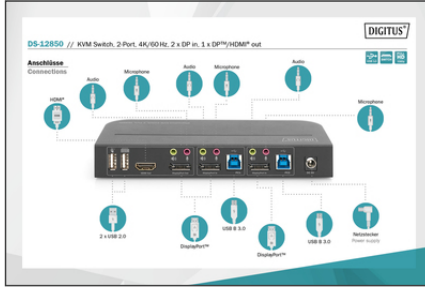 DIGITUS®
DS-12850 // KVM Switch, 2-Port, 4K/60 Hz, 2 x DP in, 1 x DP™/HDMI® out
Anschlüsse
Connections
Audio
Microphone
Audio
Microphone
Audio
HDMI®
Microphone
2 x USB 2.0
DisplayPort™
USB B 3.0
DisplayPort™
USB B 3.0
Netzstecker
Power supply